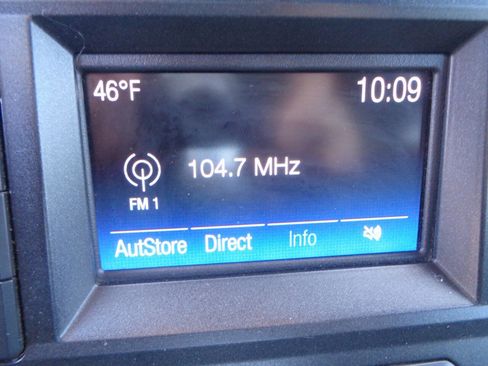 46°F 10:09
104.7 MHz
FM 1
AutStore Direct Info